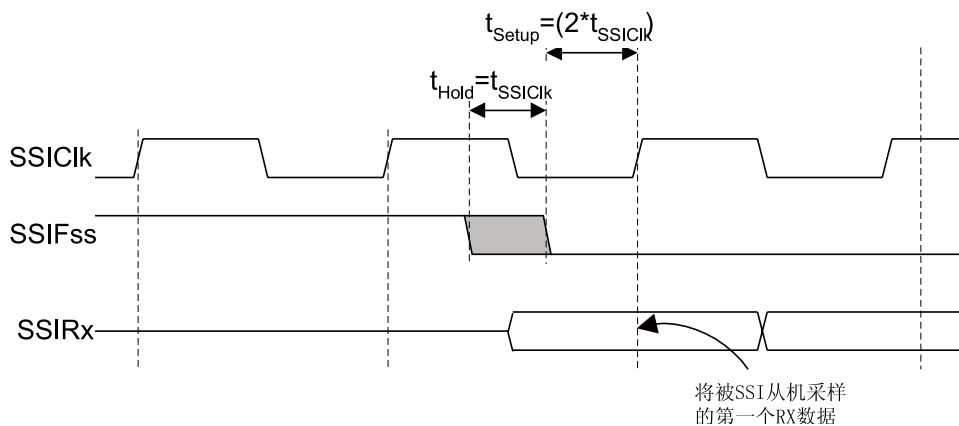 tSetup=(2*tSSIClk)
tHold=tSSIClk
SSIClk
SSIFss
SSIRx
将被SSI从机采样
的第一个RX数据